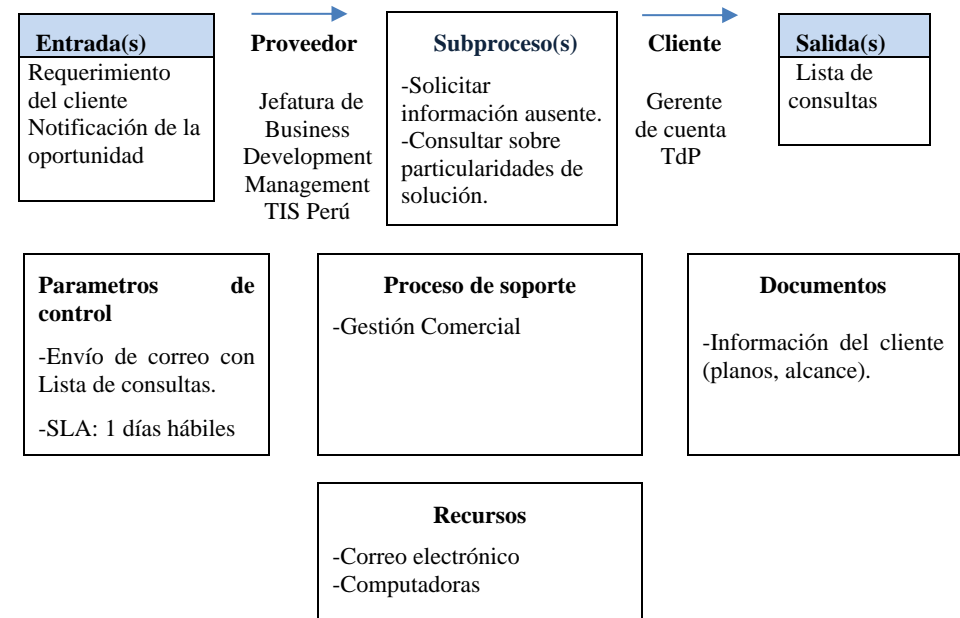 Entrada(s)
Requerimiento
del cliente
Notificación de la
oportunidad
Proveedor
Jefatura de
Business
Development
Management
TIS Perú
Subproceso(s)
-Solicitar
información ausente.
-Consultar sobre
particularidades de
solución.
Cliente
Gerente
de cuenta
TdP
Salida(s)
Lista de
consultas
Parametros de
control
-Envío de correo con
Lista de consultas.
-SLA: 1 días hábiles
Proceso de soporte
-Gestión Comercial
Documentos
-Información del cliente
(planos, alcance).
Recursos
-Correo electrónico
-Computadoras